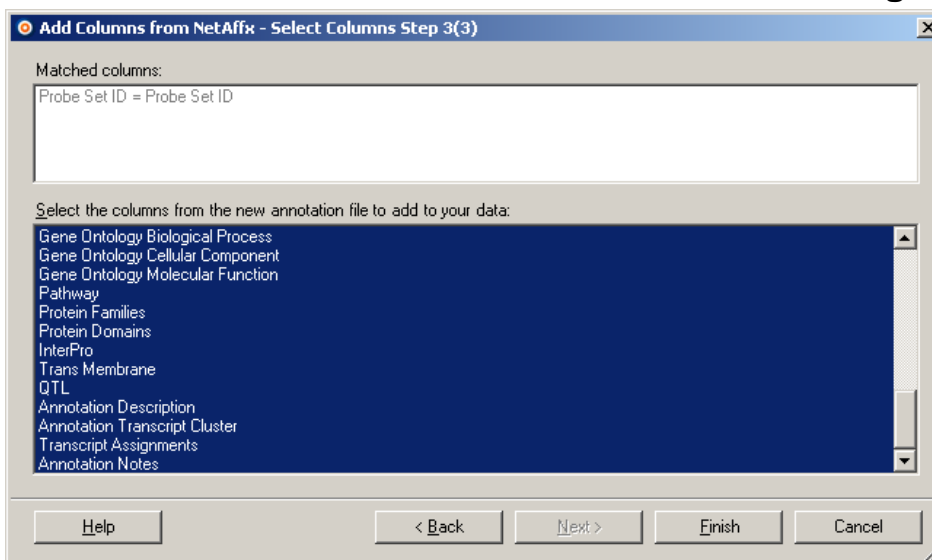 Add Columns from NetAffx - Select Columns Step 3(3)
Matched columns:
Probe Set ID = Probe Set ID
Select the columns from the new annotation file to add to your data:
Gene Ontology Biological Process
Gene Ontology Cellular Component
Gene Ontology Molecular Function
Pathway
Protein Families
Protein Domains
InterPro
Trans Membrane
QTL
Annotation Description
Annotation Transcript Cluster
Transcript Assignments
Annotation Notes
Help
< Back
Next >
Finish
Cancel